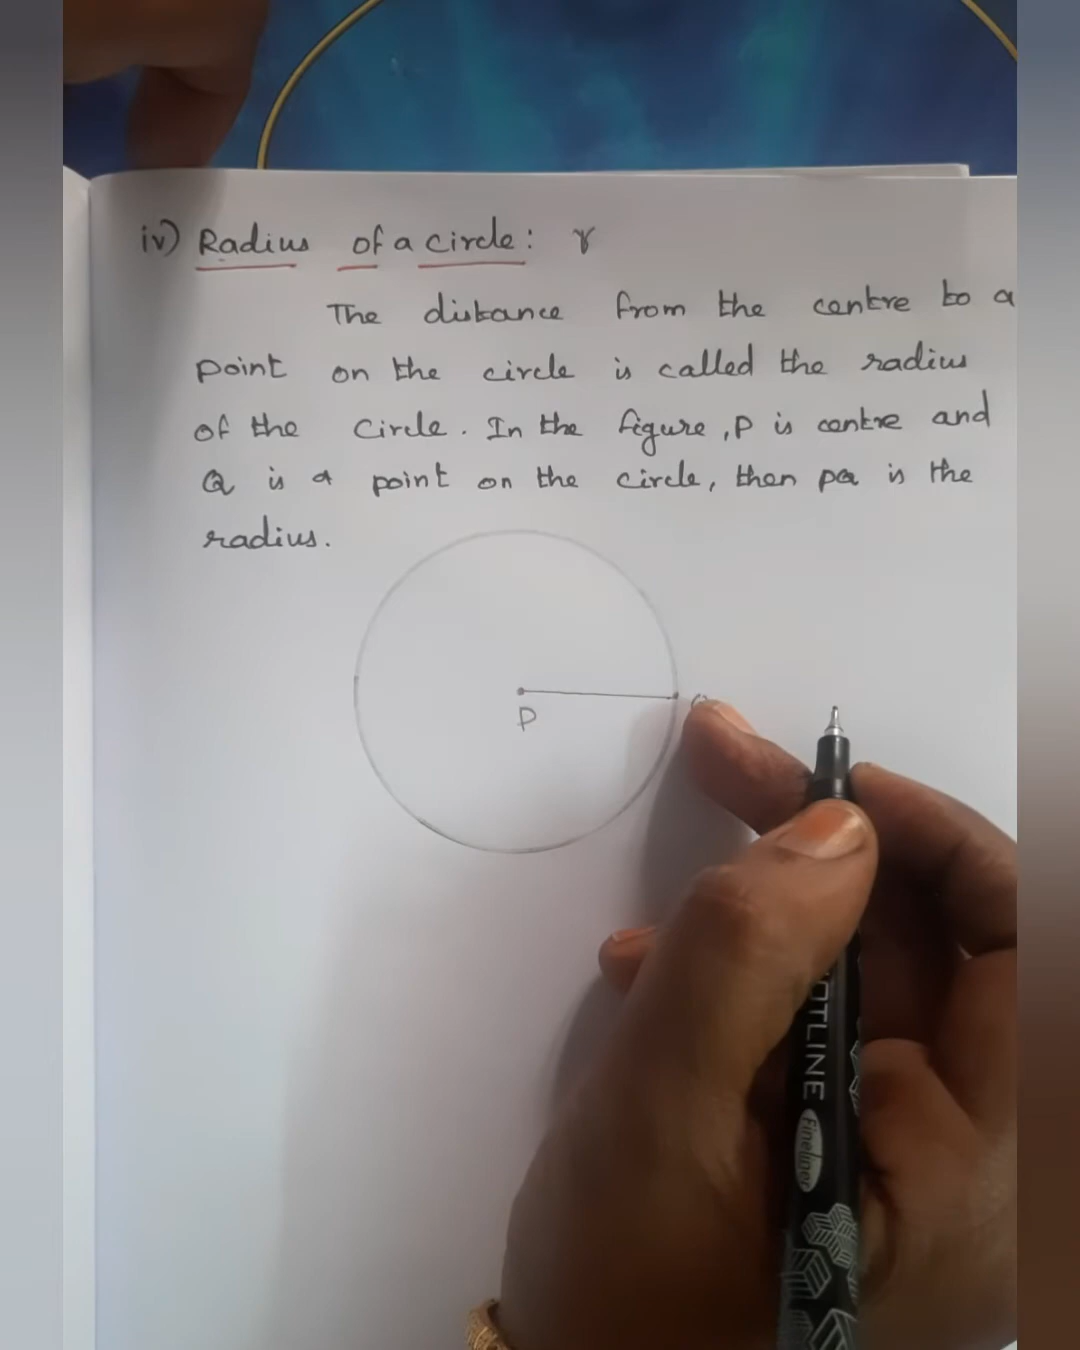 iv) Radius of a circle: r
The distance from the centre to a
point on the circle is called the radius
of the circle. In the figure, P is centre and
Q is a point on the circle, then PQ is the
radius.
P
OTLINE
Fineliner